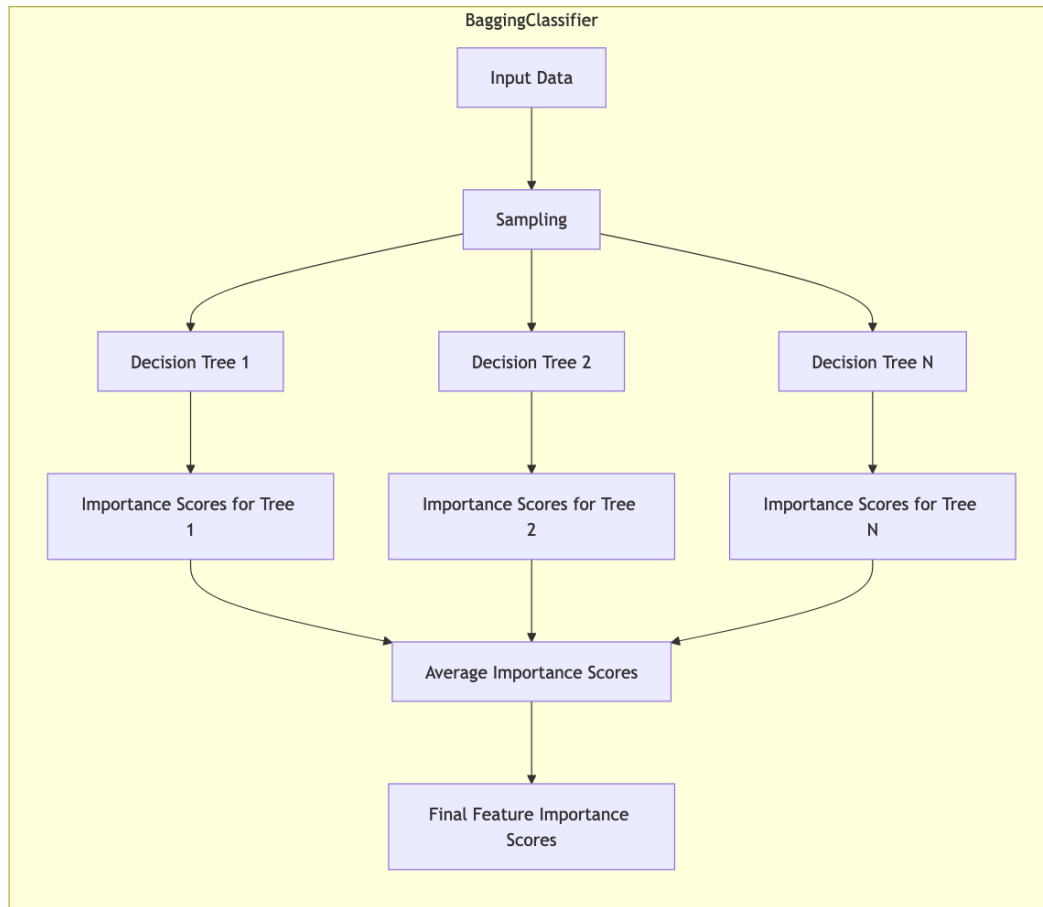 BaggingClassifier
Input Data
Sampling
Decision Tree 1
Decision Tree 2
Decision Tree N
Importance Scores for Tree
1
Importance Scores for Tree
2
Importance Scores for Tree
N
Average Importance Scores
Final Feature Importance
Scores